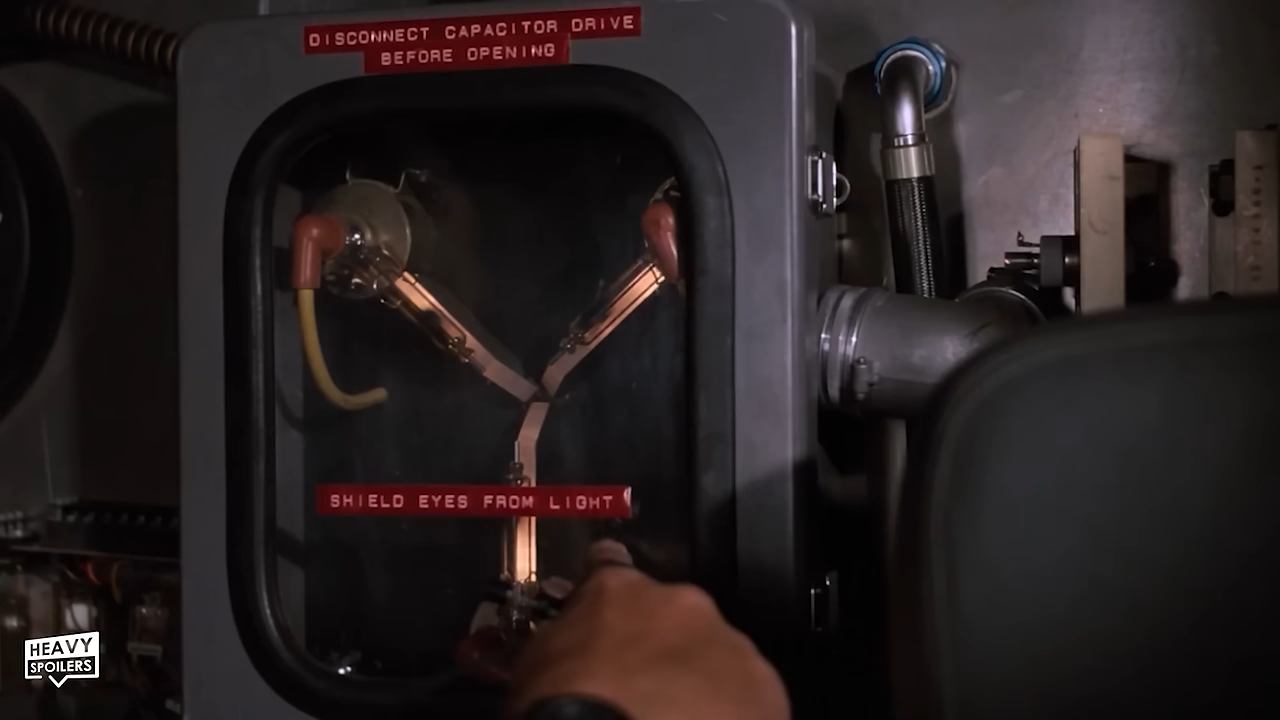 DISCONNECT CAPACITOR DRIVE
BEFORE OPENING
SHIELD EYES FROM LIGHT
HEAVY
SPOILERS